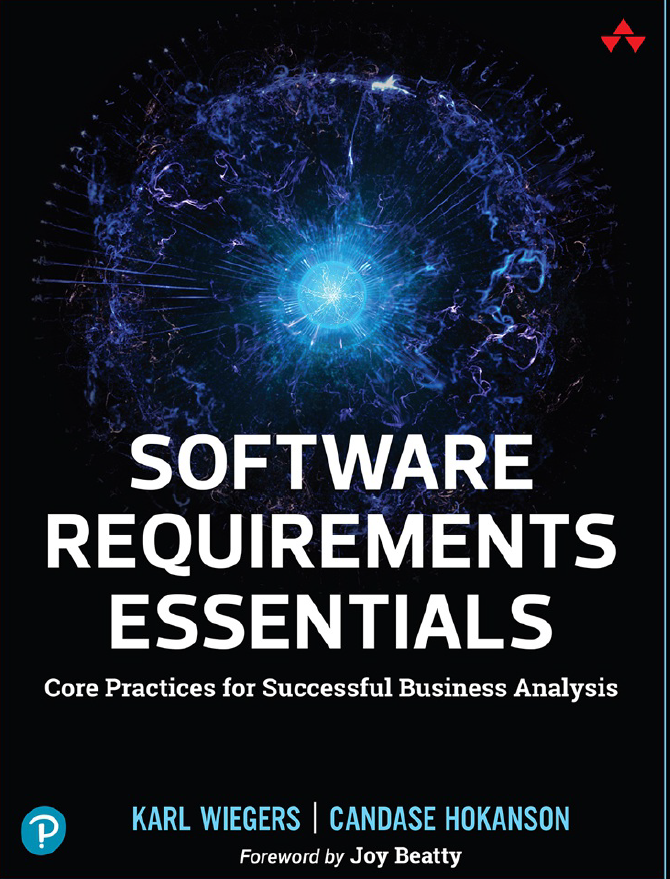 SOFTWARE
REQUIREMENTS
ESSENTIALS
Core Practices for Successful Business Analysis
KARL WIEGERS | CANDASE HOKANSON
Foreword by Joy Beatty